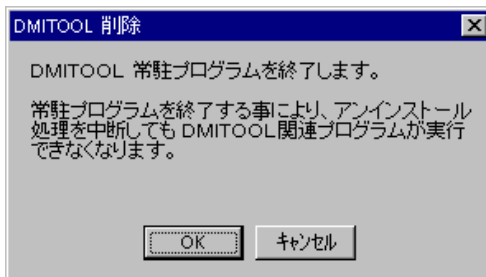 DMITOOL 削除
DMITOOL 常駐プログラムを終了します。
常駐プログラムを終了する事により、アンインストール
処理を中断しても DMITOOL関連プログラムが実行
できなくなります。
OK
キャンセル